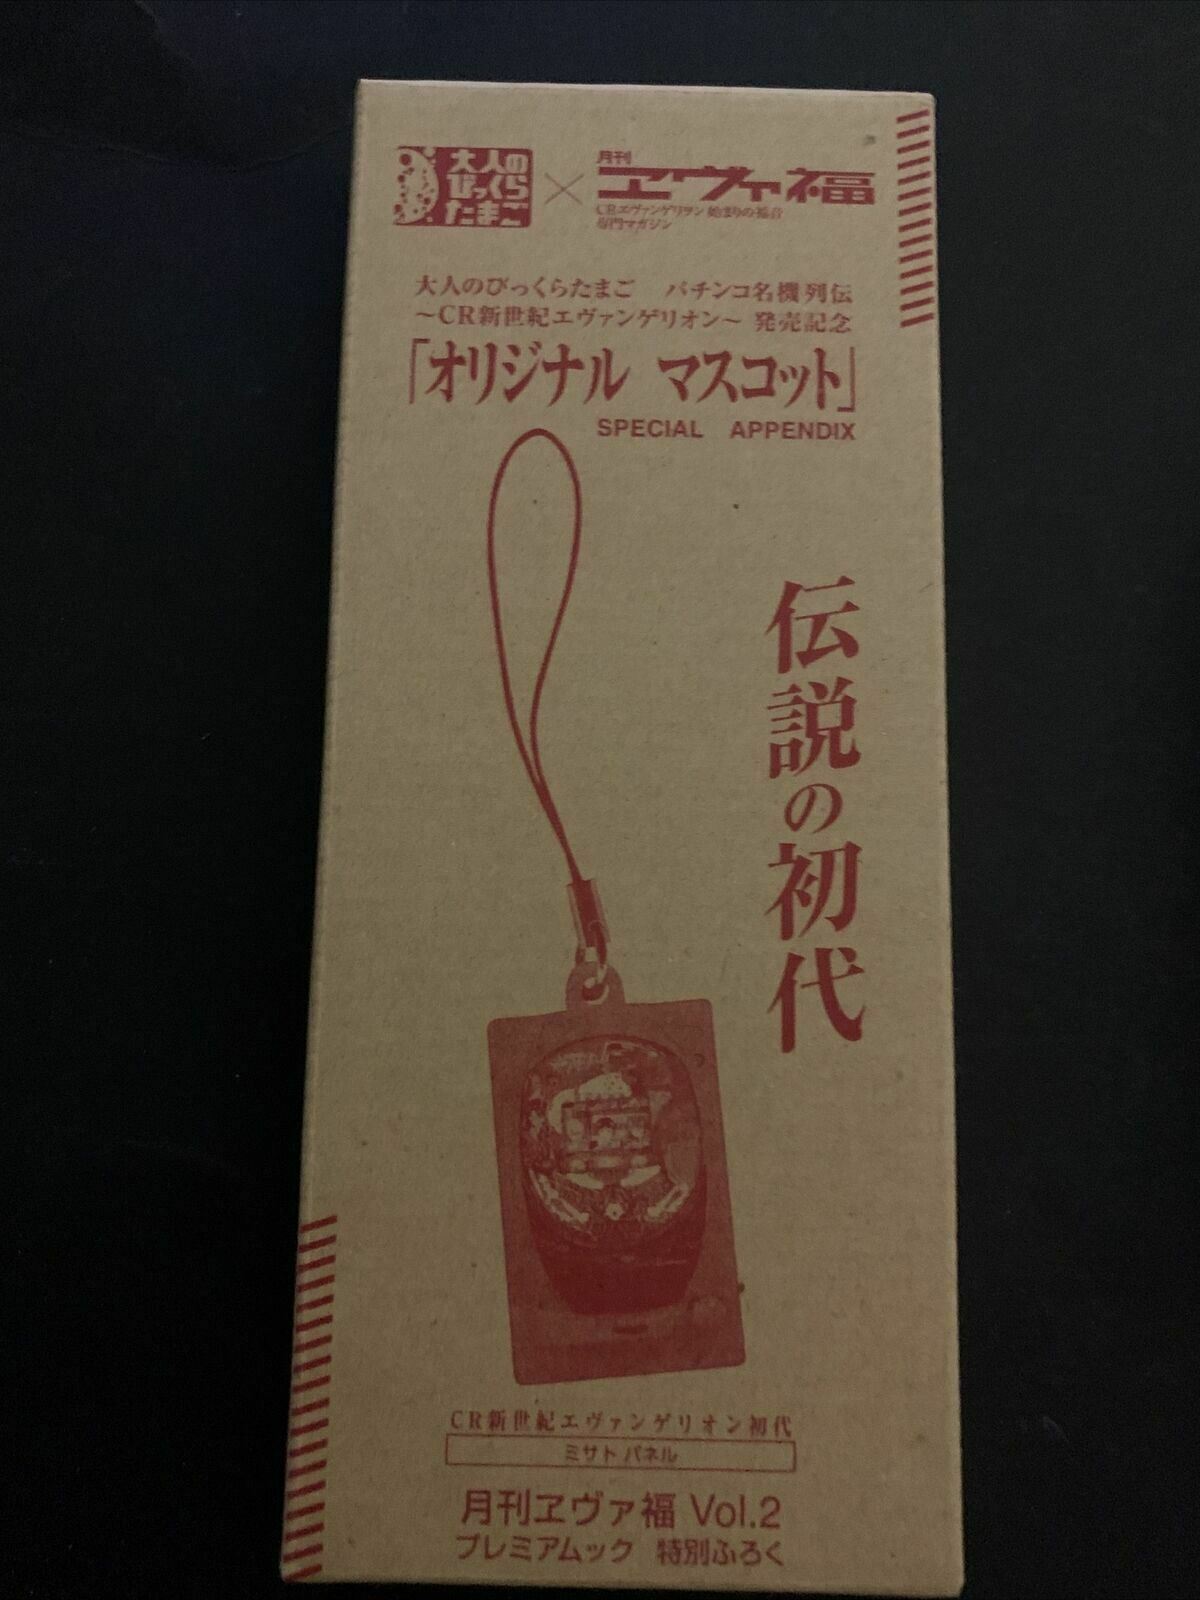 大人の
びっくら
たまご
×
月刊
ヱヴァ福
CRヱヴァンゲリヲン 始まりの福音
専門マガジン
大人のびっくらたまご パチンコ名機列伝
〜CR新世紀エヴァンゲリオン〜 発売記念
「オリジナル マスコット」
SPECIAL APPENDIX
伝説の初代
CR新世紀エヴァンゲリオン初代
ミサト パネル
月刊ヱヴァ福 Vol.2
プレミアムック 特別ふろく